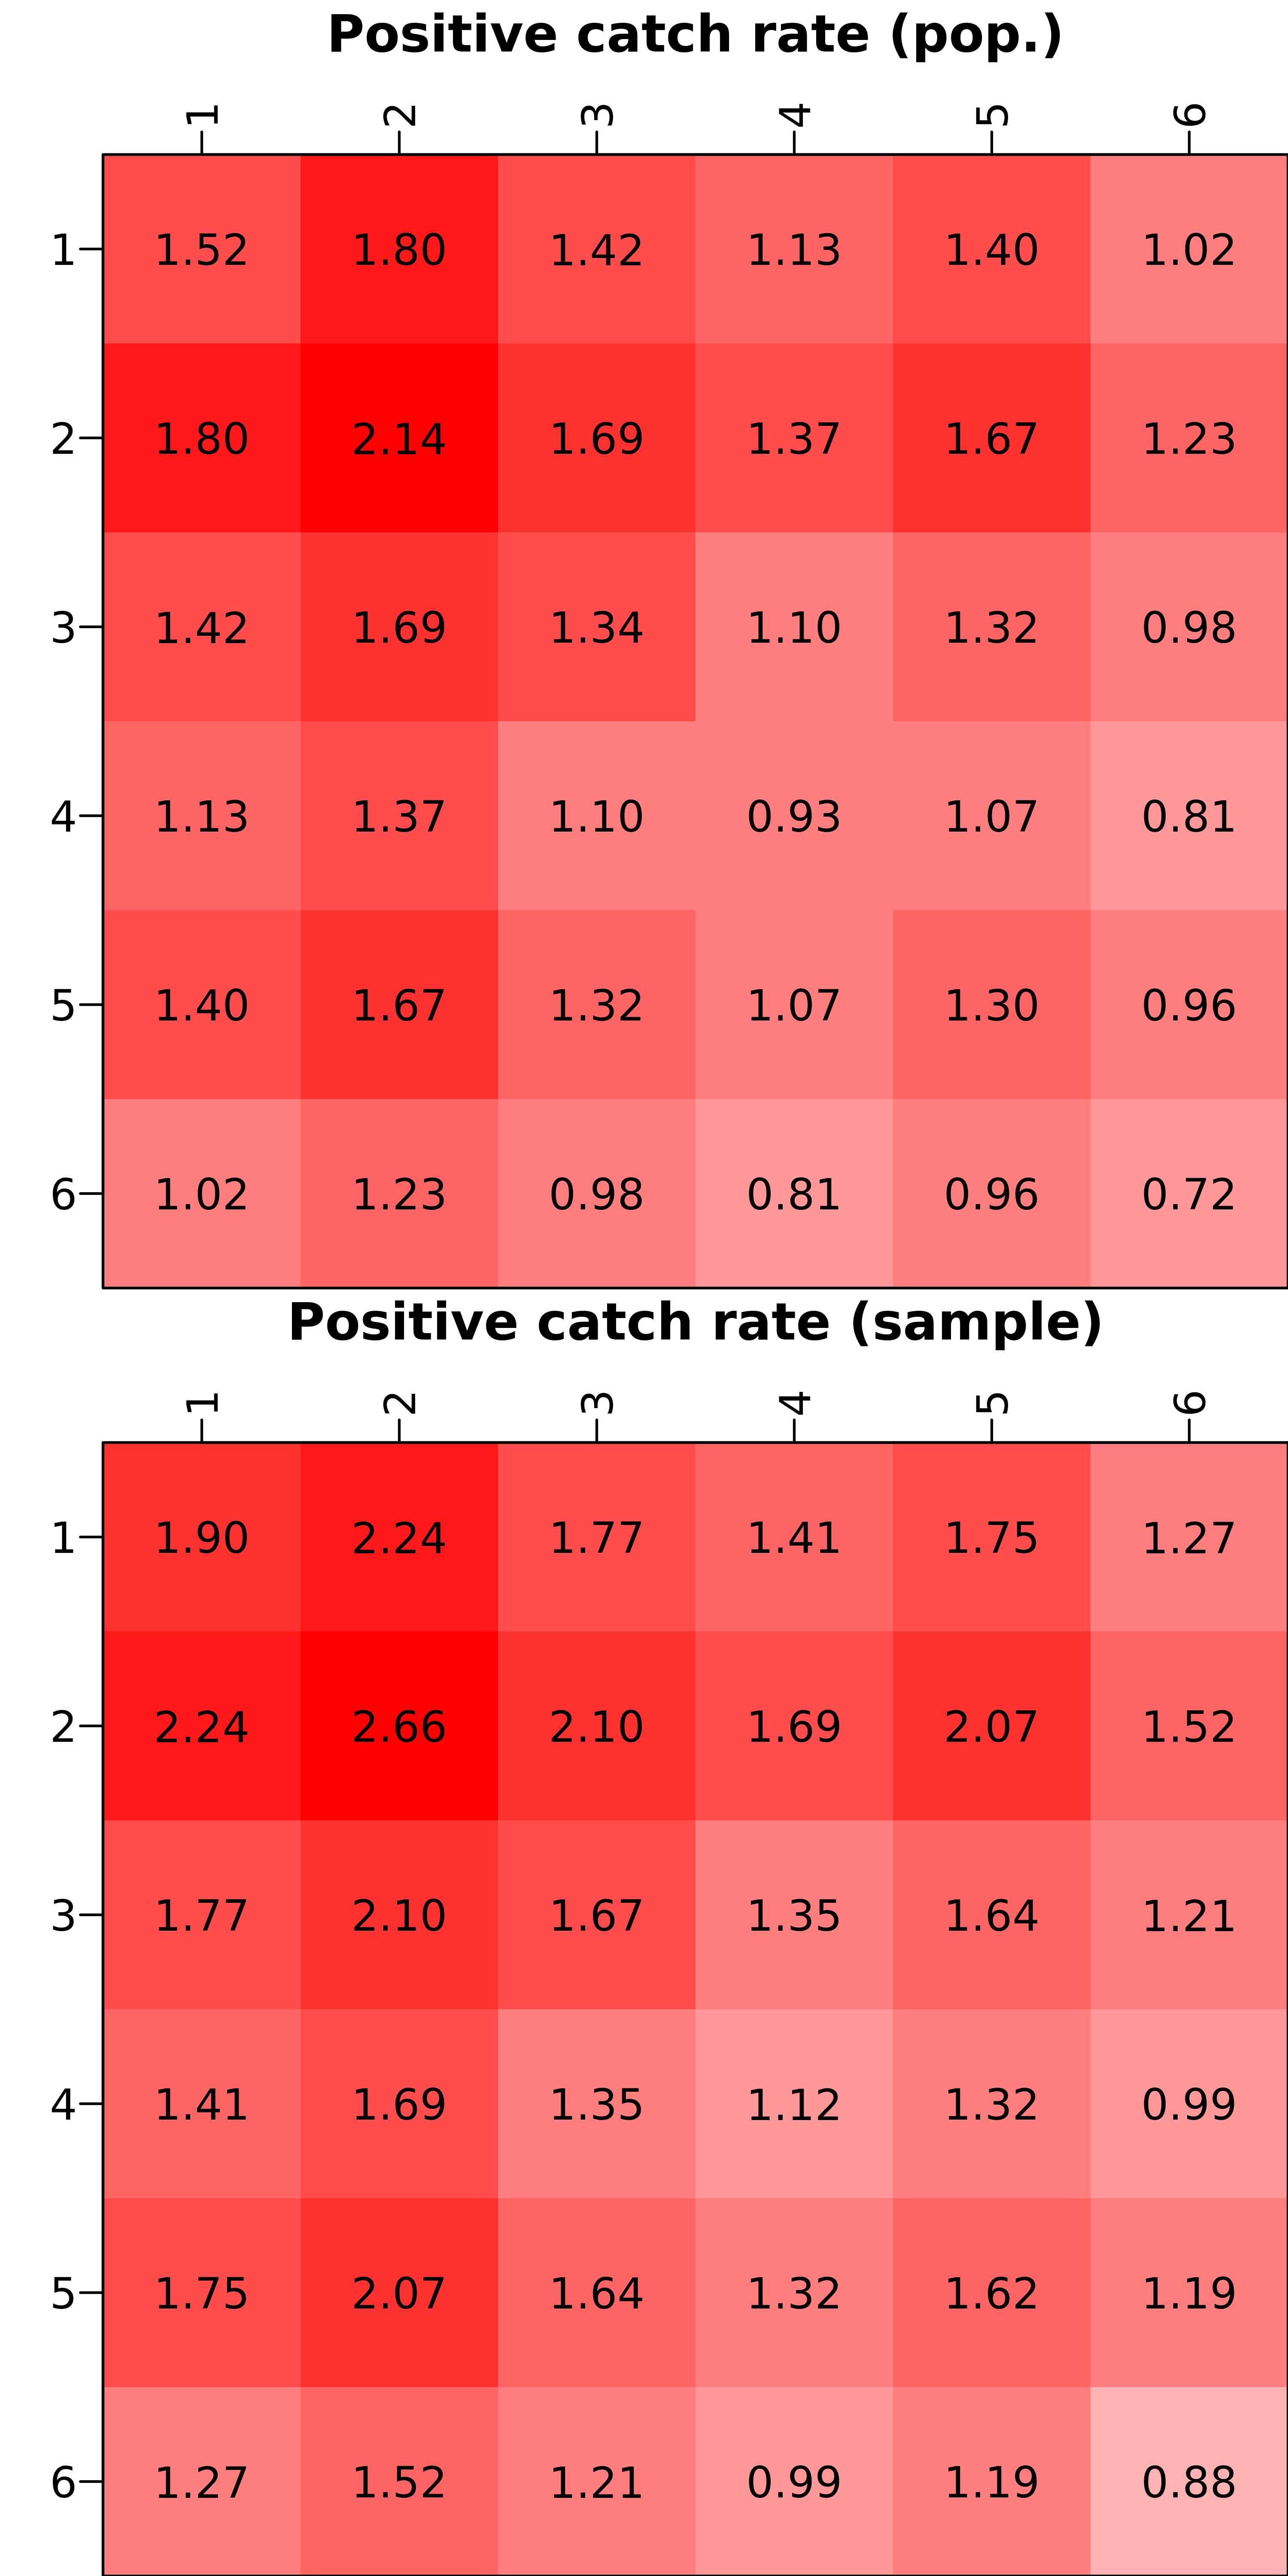 Positive catch rate (pop.)
1 2 3 4 5 6
1 1.52 1.80 1.42 1.13 1.40 1.02
2 1.80 2.14 1.69 1.37 1.67 1.23
3 1.42 1.69 1.34 1.10 1.32 0.98
4 1.13 1.37 1.10 0.93 1.07 0.81
5 1.40 1.67 1.32 1.07 1.30 0.96
6 1.02 1.23 0.98 0.81 0.96 0.72
Positive catch rate (sample)
1 2 3 4 5 6
1 1.90 2.24 1.77 1.41 1.75 1.27
2 2.24 2.66 2.10 1.69 2.07 1.52
3 1.77 2.10 1.67 1.35 1.64 1.21
4 1.41 1.69 1.35 1.12 1.32 0.99
5 1.75 2.07 1.64 1.32 1.62 1.19
6 1.27 1.52 1.21 0.99 1.19 0.88